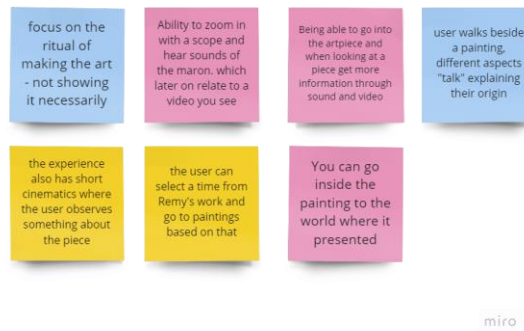 focus on the
ritual of
making the art
- not showing
it necessarily
Ability to zoom in
with a scope and
hear sounds of
the maron. which
later on relate to a
video you see
Being able to go into
the artpiece and
when looking at a
piece get more
information through
sound and video
user walks beside
a painting,
different aspects
"talk" explaining
their origin
the experience
also has short
cinematics where
the user observes
something about
the piece
the user can
select a time from
Remy's work and
go to paintings
based on that
You can go
inside the
painting to the
world where it
presented
miro